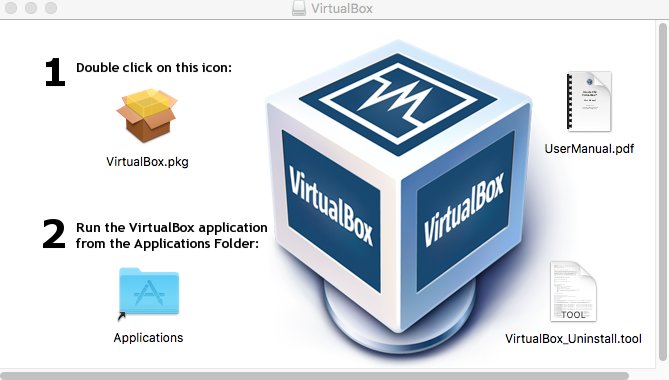 VirtualBox
1 Double click on this icon:
VirtualBox.pkg
2 Run the VirtualBox application
from the Applications Folder:
Applications
VirtualBox
VirtualBox
UserManual.pdf
TOOL
VirtualBox_Uninstall.tool